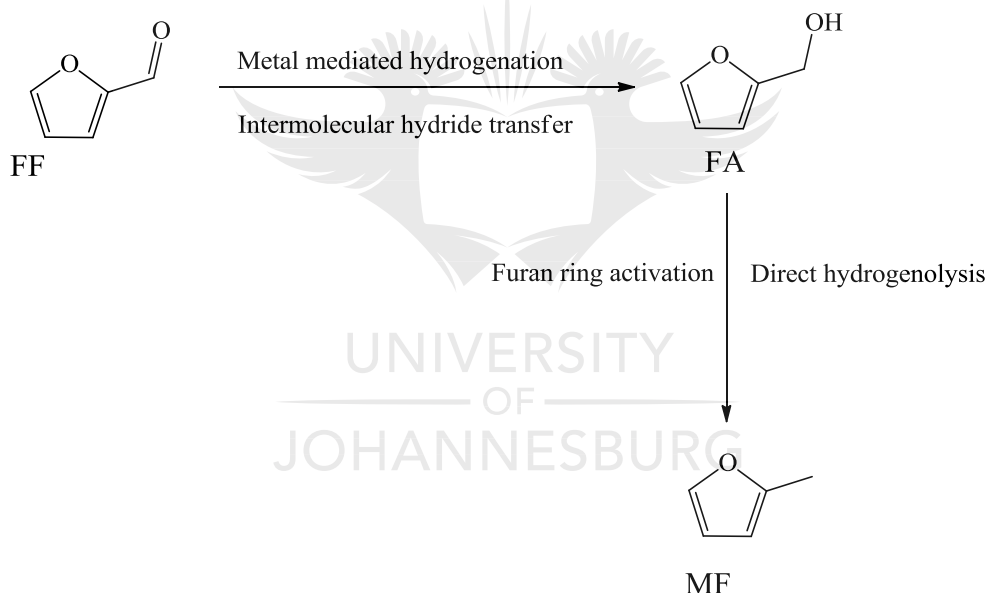 O
O
OH
O
Metal mediated hydrogenation
Intermolecular hydride transfer
FF
FA
Furan ring activation
Direct hydrogenolysis
UNIVERSITY
OF
JOHANNESBURG
O
MF